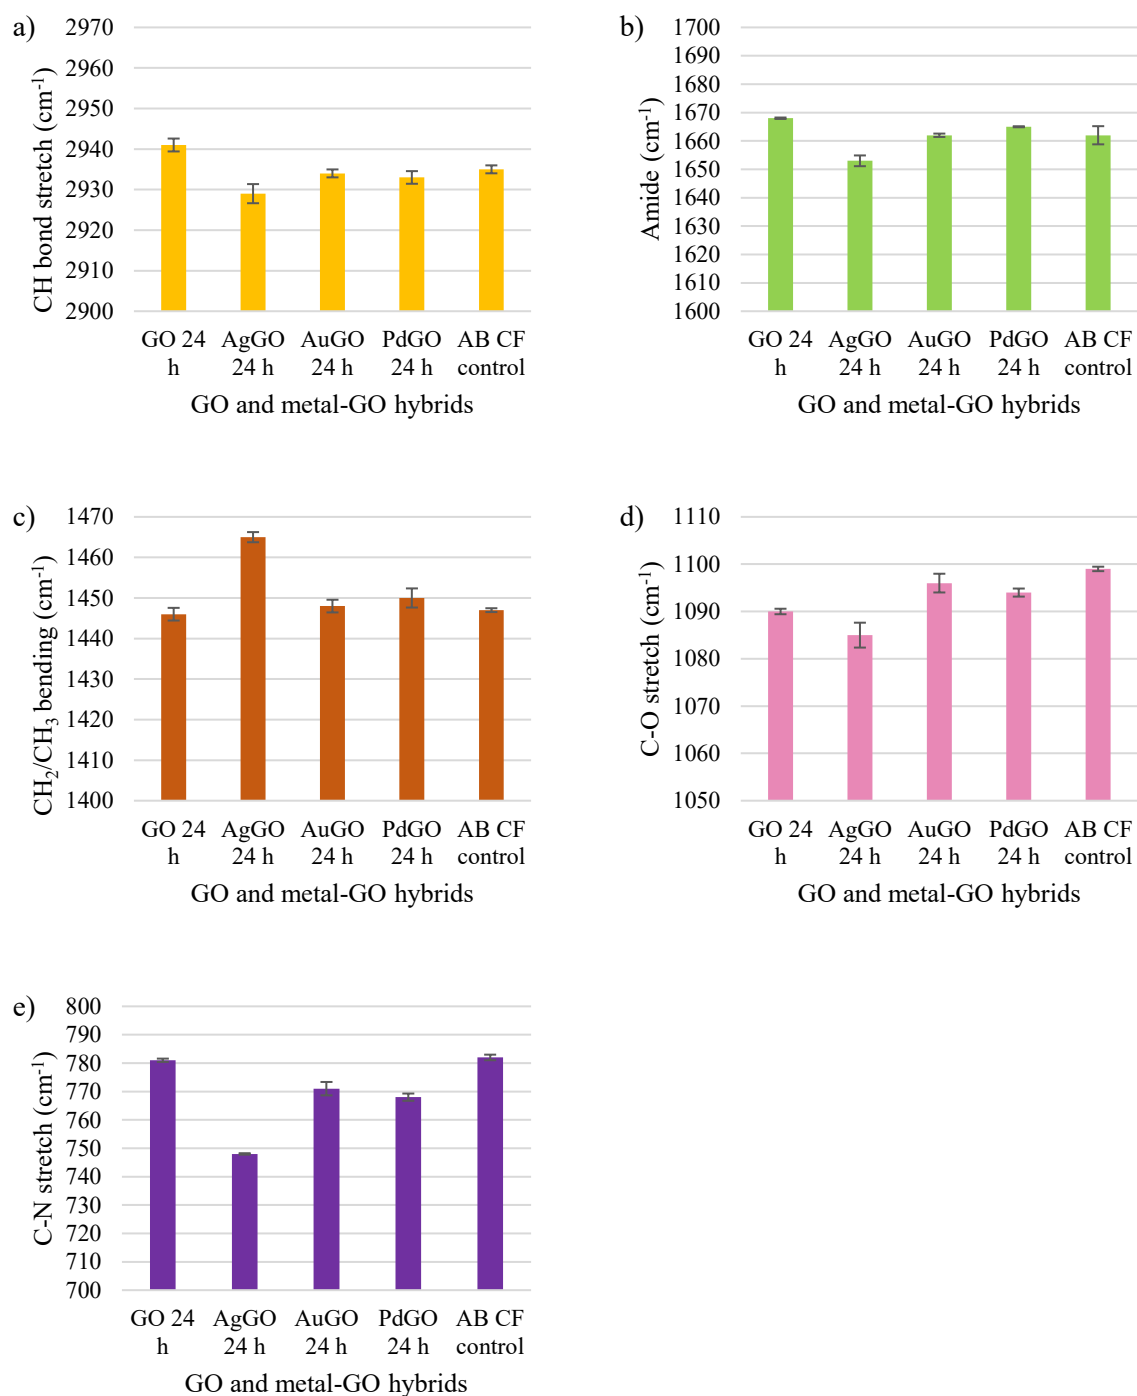 a)
CH bond stretch (cm⁻¹)
2970
2960
2950
2940
2930
2920
2910
2900
GO 24 h
AgGO 24 h
AuGO 24 h
PdGO 24 h
AB CF control
GO and metal-GO hybrids
b)
Amide (cm⁻¹)
1700
1690
1680
1670
1660
1650
1640
1630
1620
1610
1600
GO 24 h
AgGO 24 h
AuGO 24 h
PdGO 24 h
AB CF control
GO and metal-GO hybrids
c)
CH₂/CH₃ bending (cm⁻¹)
1470
1460
1450
1440
1430
1420
1410
1400
GO 24 h
AgGO 24 h
AuGO 24 h
PdGO 24 h
AB CF control
GO and metal-GO hybrids
d)
C-O stretch (cm⁻¹)
1110
1100
1090
1080
1070
1060
1050
GO 24 h
AgGO 24 h
AuGO 24 h
PdGO 24 h
AB CF control
GO and metal-GO hybrids
e)
C-N stretch (cm⁻¹)
800
790
780
770
760
750
740
730
720
710
700
GO 24 h
AgGO 24 h
AuGO 24 h
PdGO 24 h
AB CF control
GO and metal-GO hybrids